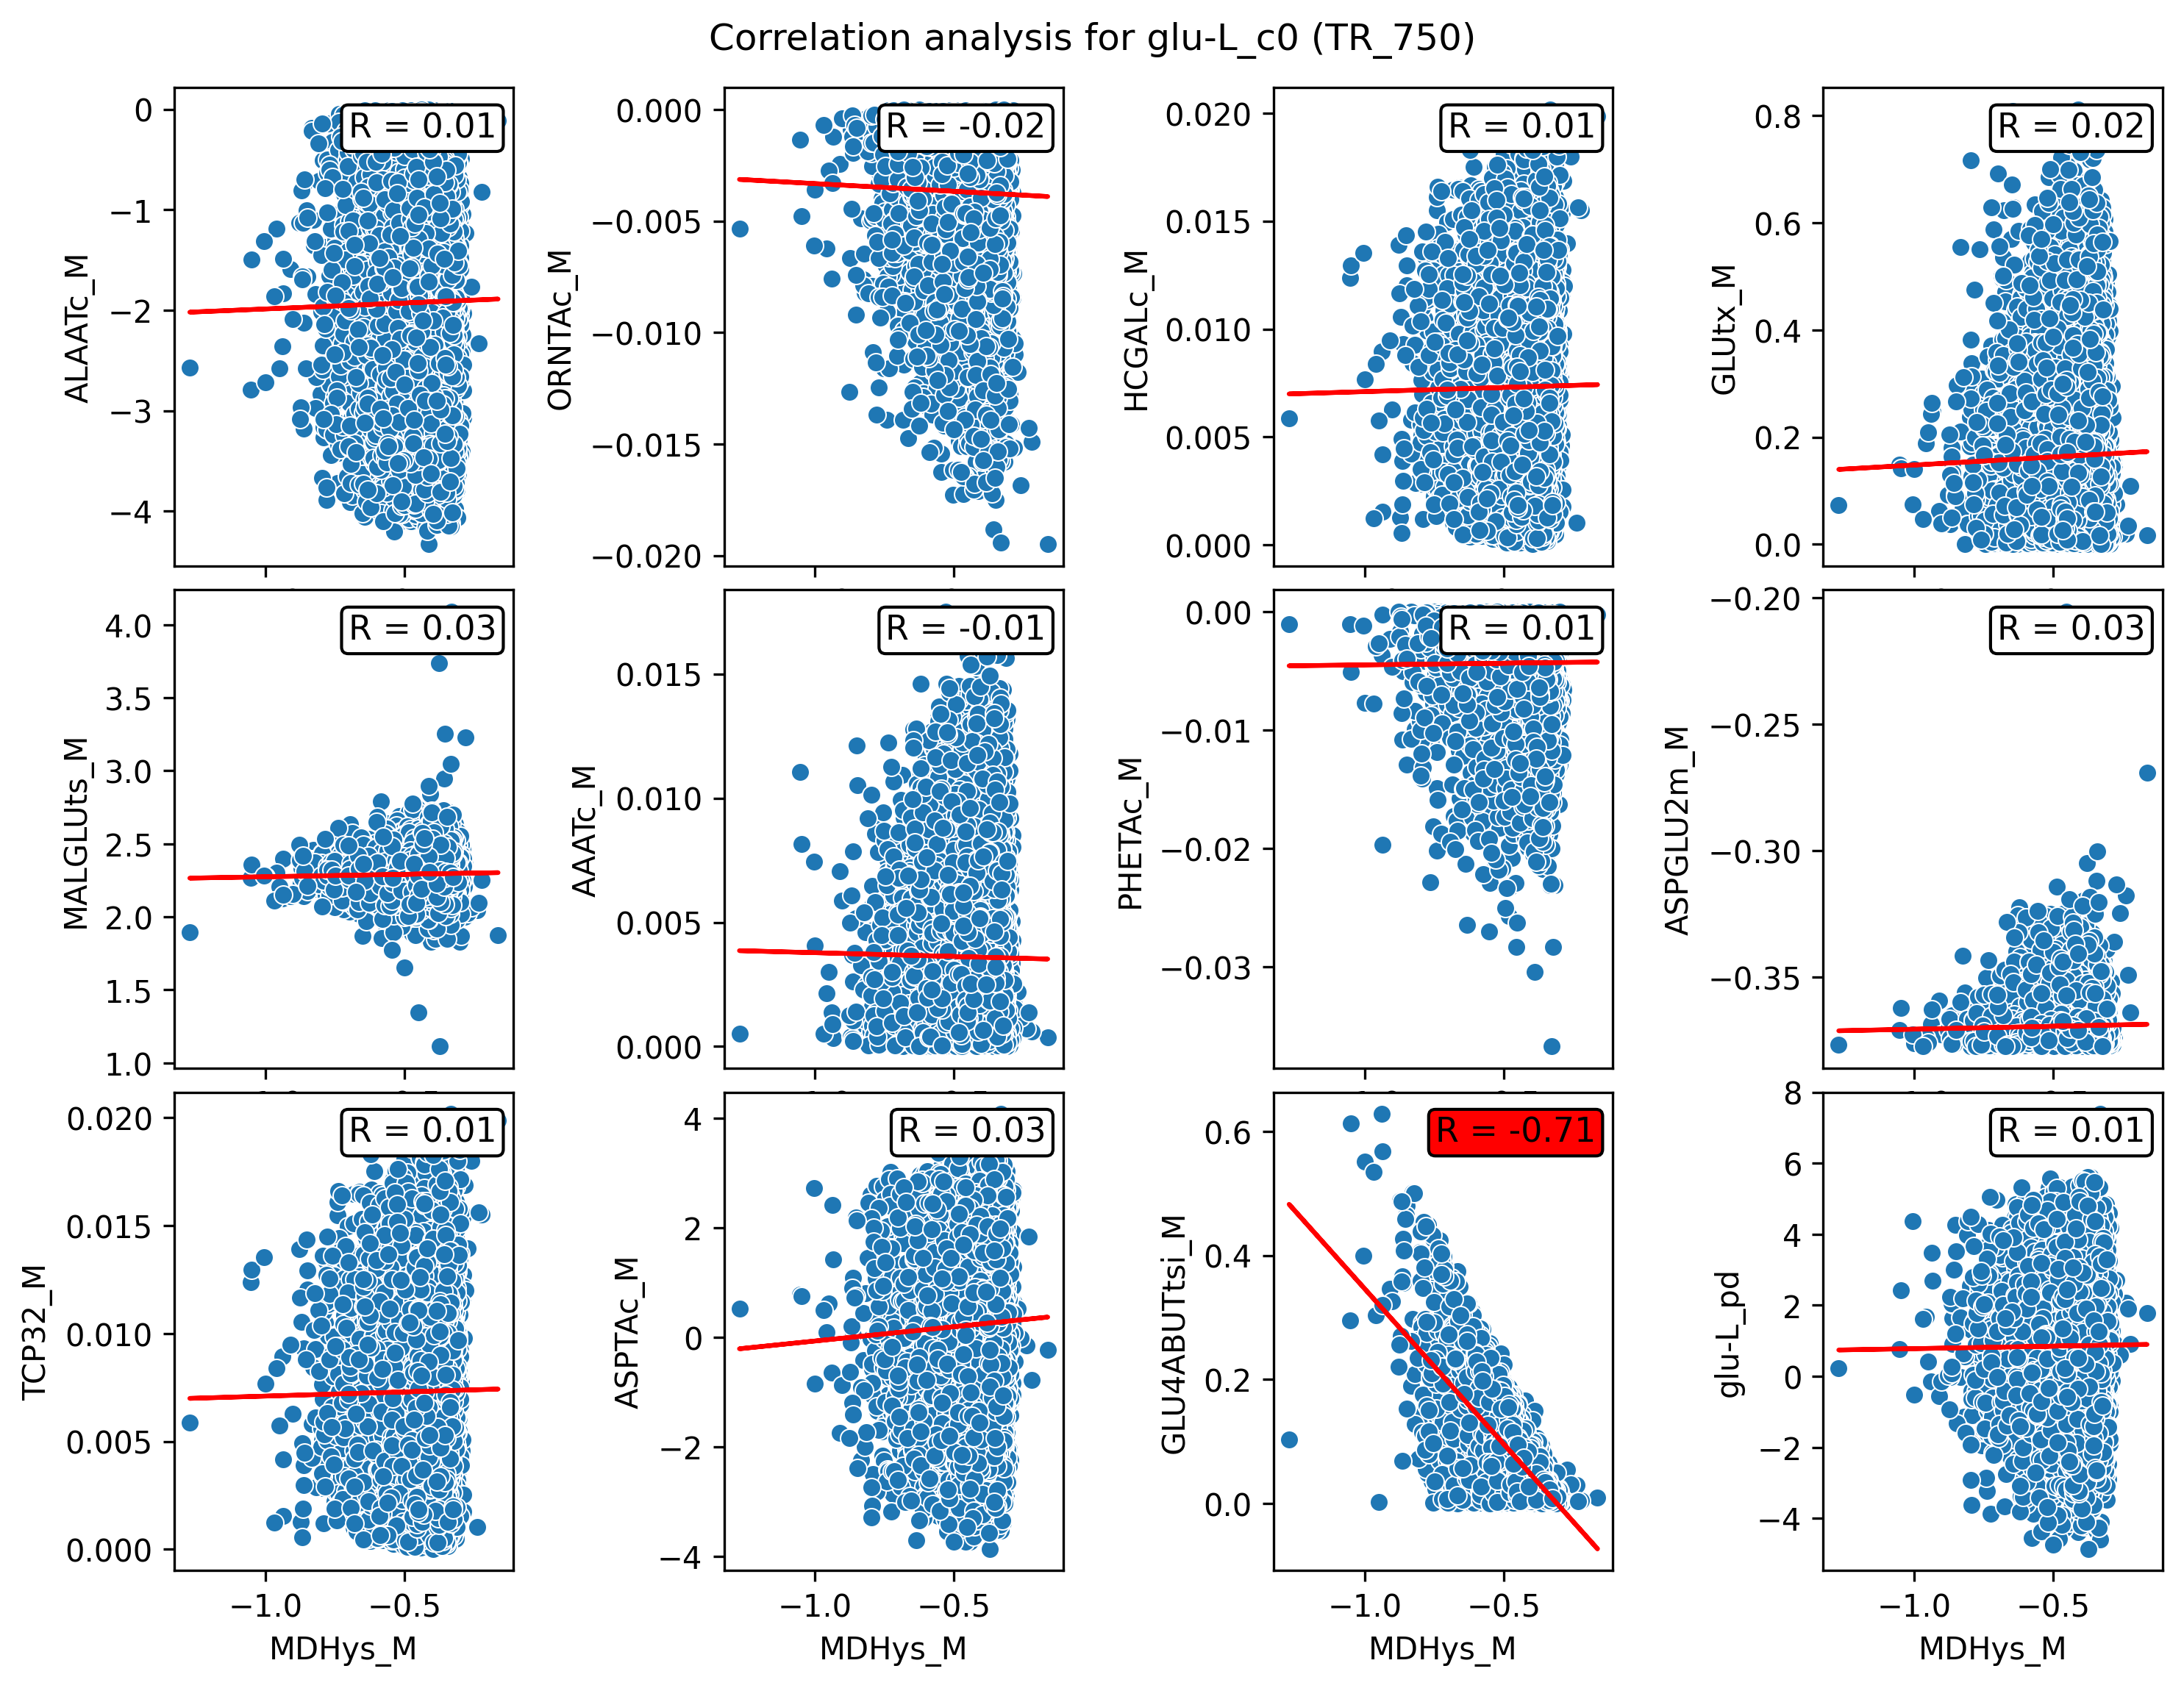 Correlation analysis for glu-L_c0 (TR_750)
ALAATc_M
0
−1
−2
−3
−4
R = 0.01
ORNTAc_M
0.000
−0.005
−0.010
−0.015
−0.020
R = -0.02
HCGALc_M
0.020
0.015
0.010
0.005
0.000
R = 0.01
GLUtx_M
0.8
0.6
0.4
0.2
0.0
R = 0.02
MALGLUts_M
4.0
3.5
3.0
2.5
2.0
1.5
1.0
R = 0.03
AAATc_M
0.015
0.010
0.005
0.000
R = -0.01
PHETAc_M
0.00
−0.01
−0.02
−0.03
R = 0.01
ASPGLU2m_M
−0.20
−0.25
−0.30
−0.35
R = 0.03
TCP32_M
0.020
0.015
0.010
0.005
0.000
R = 0.01
−1.0 −0.5
MDHys_M
ASPTAc_M
4
2
0
−2
−4
R = 0.03
−1.0 −0.5
MDHys_M
GLU4ABUTtsi_M
0.6
0.4
0.2
0.0
R = -0.71
−1.0 −0.5
MDHys_M
glu-L_pd
8
6
4
2
0
−2
−4
R = 0.01
−1.0 −0.5
MDHys_M